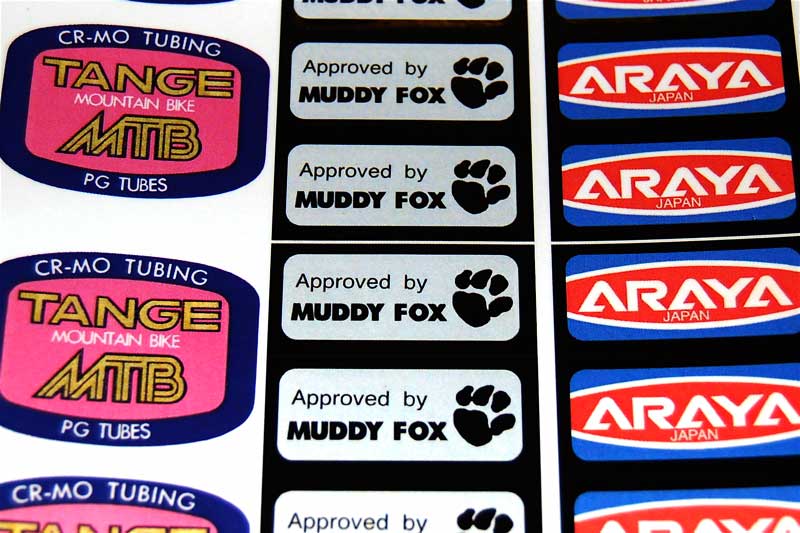 CR-MO TUBING
TANGE
MOUNTAIN BIKE
MTB
PG TUBES
CR-MO TUBING
TANGE
MOUNTAIN BIKE
MTB
PG TUBES
CR-MO TUBING
TANGE
Approved by
MUDDY FOX
Approved by
MUDDY FOX
Approved by
MUDDY FOX
Approved by
MUDDY FOX
Approved by
ARAYA
JAPAN
ARAYA
JAPAN
ARAYA
JAPAN
ARAYA
JAPAN
ARAYA